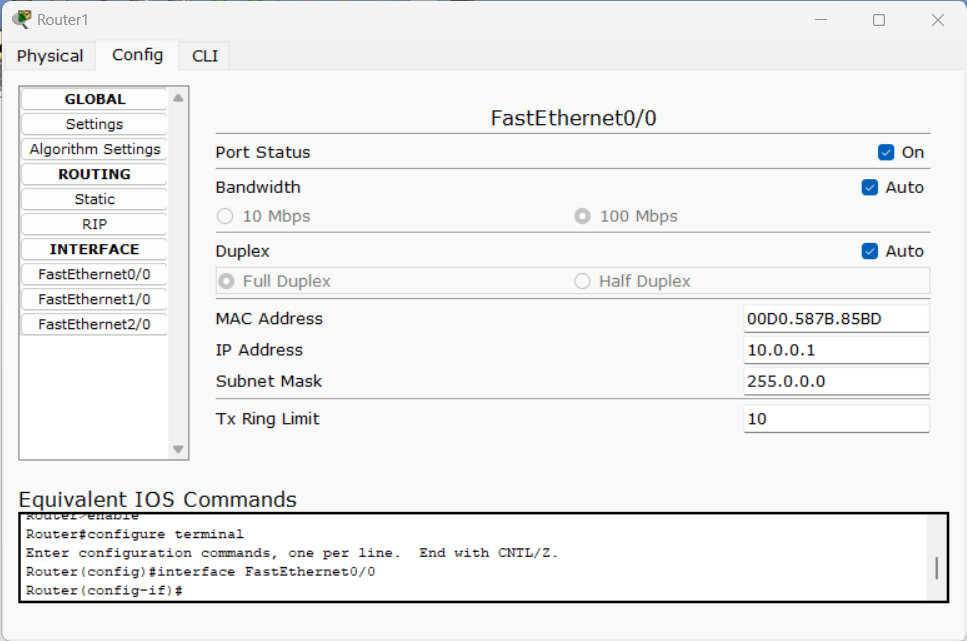 Router1
Physical Config CLI
GLOBAL
Settings
Algorithm Settings
ROUTING
Static
RIP
INTERFACE
FastEthernet0/0
FastEthernet1/0
FastEthernet2/0
FastEthernet0/0
Port Status On
Bandwidth Auto
10 Mbps 100 Mbps
Duplex Auto
Full Duplex Half Duplex
MAC Address 00D0.587B.85BD
IP Address 10.0.0.1
Subnet Mask 255.0.0.0
Tx Ring Limit 10
Equivalent IOS Commands
Router>enable
Router#configure terminal
Enter configuration commands, one per line.  End with CNTL/Z.
Router(config)#interface FastEthernet0/0
Router(config-if)#